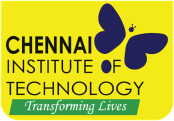 CHENNAI
INSTITUTE OF
TECHNOLOGY
Transforming Lives